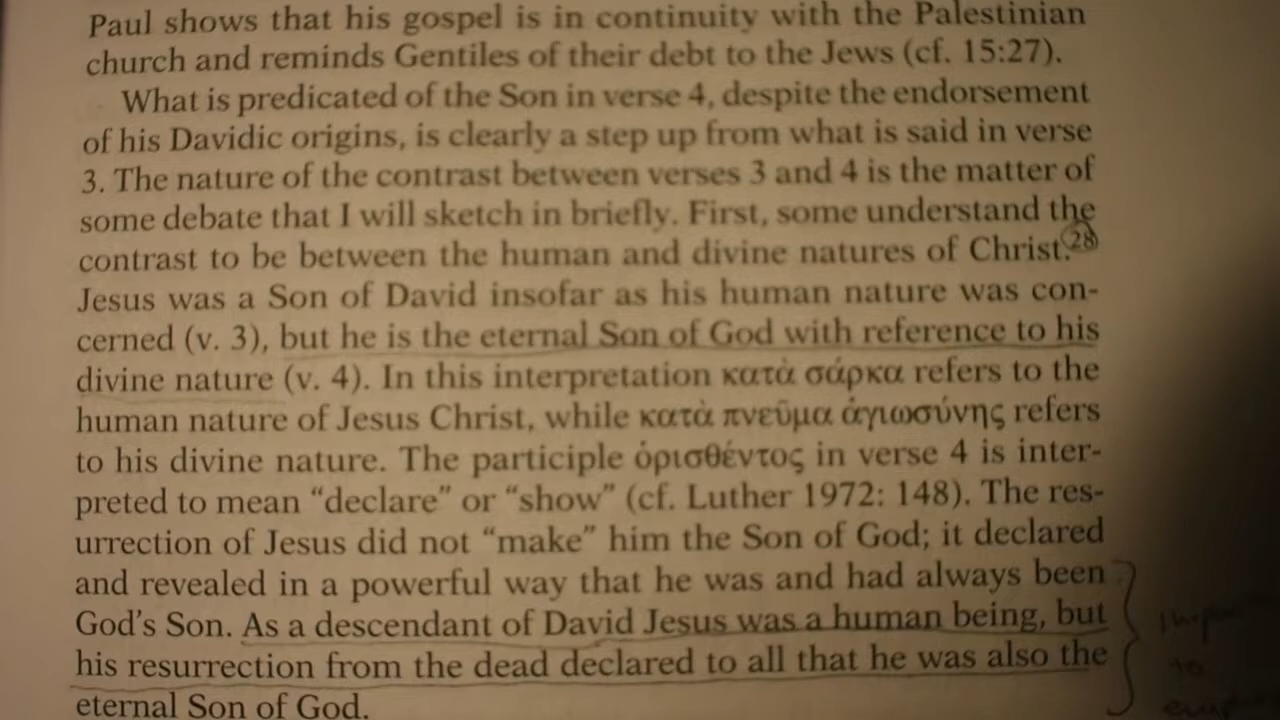 Paul shows that his gospel is in continuity with the Palestinian
church and reminds Gentiles of their debt to the Jews (cf. 15:27).
What is predicated of the Son in verse 4, despite the endorsement
of his Davidic origins, is clearly a step up from what is said in verse
3. The nature of the contrast between verses 3 and 4 is the matter of
some debate that I will sketch in briefly. First, some understand the
contrast to be between the human and divine natures of Christ.28
Jesus was a Son of David insofar as his human nature was con-
cerned (v. 3), but he is the eternal Son of God with reference to his
divine nature (v. 4). In this interpretation κατὰ σάρκα refers to the
human nature of Jesus Christ, while κατὰ πνεῦμα ἁγιωσύνης refers
to his divine nature. The participle ὁρισθέντος in verse 4 is inter-
preted to mean “declare” or “show” (cf. Luther 1972: 148). The res-
urrection of Jesus did not “make” him the Son of God; it declared
and revealed in a powerful way that he was and had always been
God’s Son. As a descendant of David Jesus was a human being, but
his resurrection from the dead declared to all that he was also the
eternal Son of God.
to